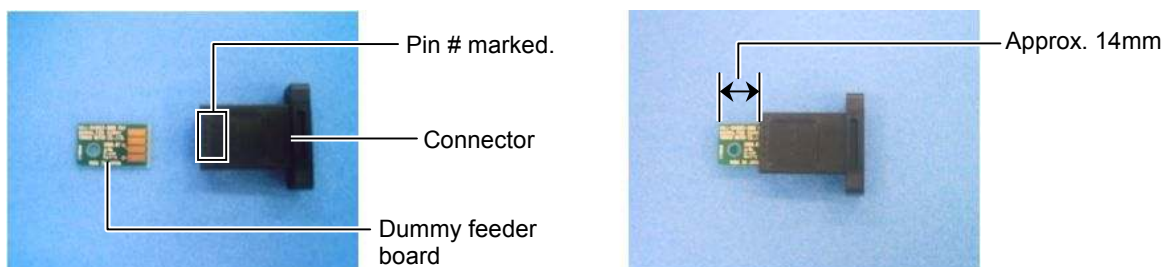 Pin # marked.
Connector
Dummy feeder
board
Approx. 14mm